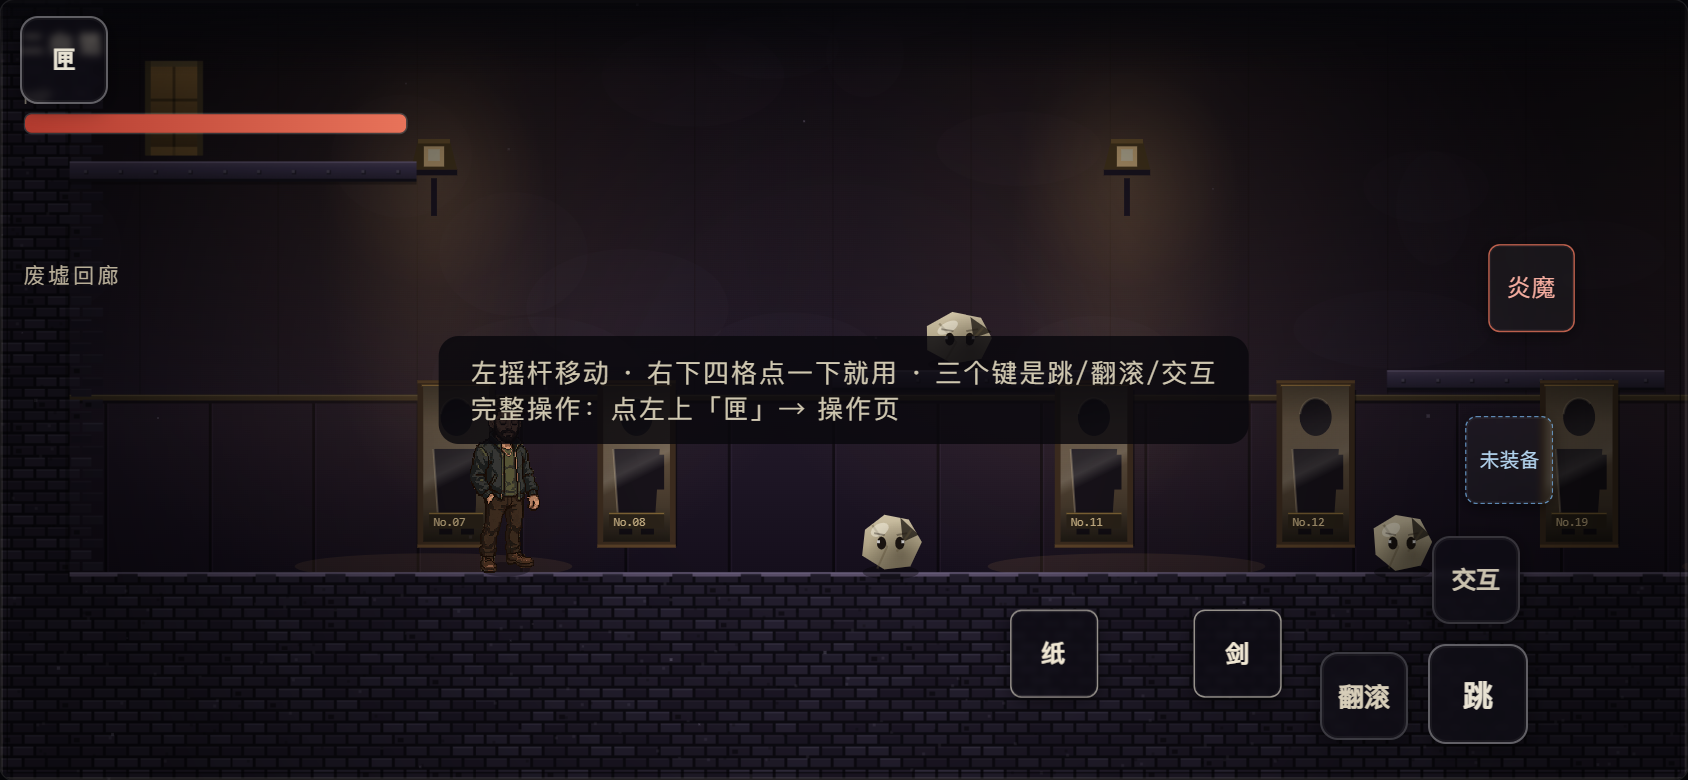 匣
废墟回廊
炎魔
左摇杆移动 · 右下四格点一下就用 · 三个键是跳/翻滚/交互
完整操作：点左上「匣」→ 操作页
未装备
No.07
No.08
No.11
No.12
No.19
交互
纸
剑
翻滚
跳